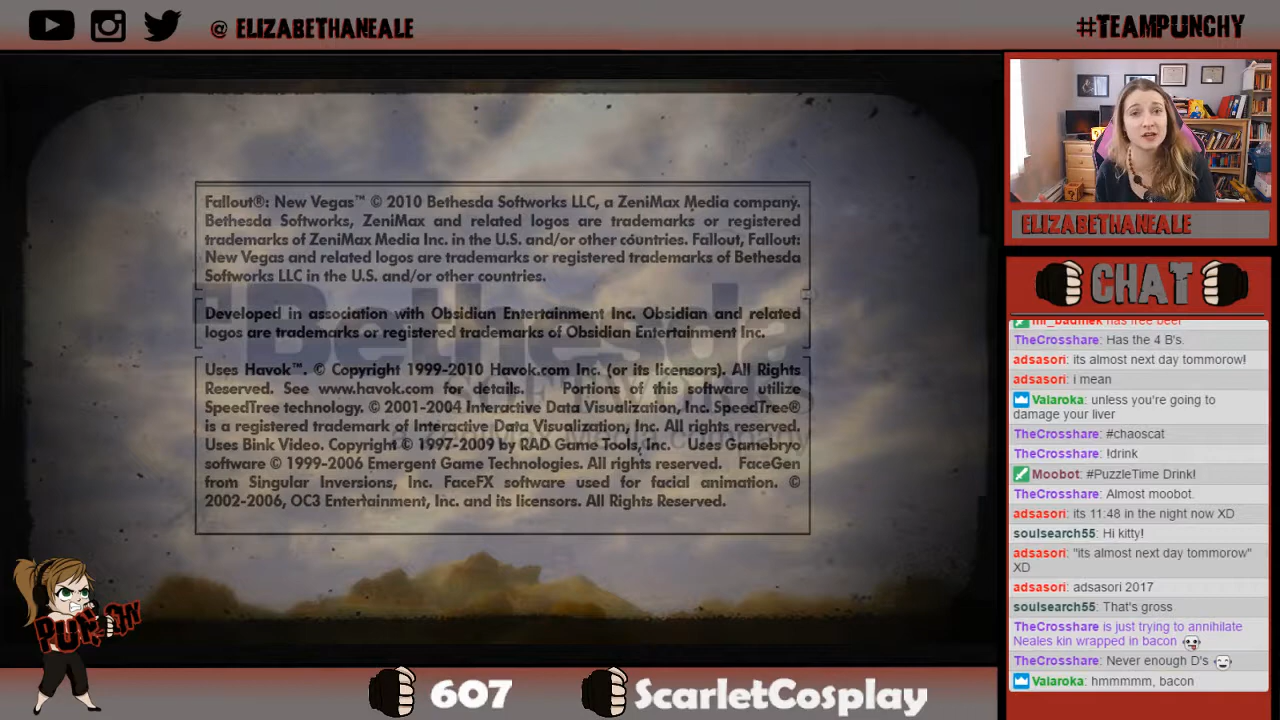 @ ELIZABETHANEALE
#TEAMPUNCHY
Fallout®: New Vegas™ © 2010 Bethesda Softworks LLC, a ZeniMax Media company.
Bethesda Softworks, ZeniMax and related logos are trademarks or registered
trademarks of ZeniMax Media Inc. in the U.S. and/or other countries. Fallout, Fallout:
New Vegas and related logos are trademarks or registered trademarks of Bethesda
Softworks LLC in the U.S. and/or other countries.
Bethesda
Developed in association with Obsidian Entertainment Inc. Obsidian and related
logos are trademarks or registered trademarks of Obsidian Entertainment Inc.
Uses Havok™. © Copyright 1999-2010 Havok.com Inc. (or its licensors). All Rights
Reserved. See www.havok.com for details. Portions of this software utilize
SpeedTree technology. © 2001-2004 Interactive Data Visualization, Inc. SpeedTree®
is a registered trademark of Interactive Data Visualization, Inc. All rights reserved.
Uses Bink Video. Copyright © 1997-2009 by RAD Game Tools, Inc. Uses Gamebryo
software © 1999-2006 Emergent Game Technologies. All rights reserved. FaceGen
from Singular Inversions, Inc. FaceFX software used for facial animation. ©
2002-2006, OC3 Entertainment, Inc. and its licensors. All Rights Reserved.
ELIZABETHANEALE
CHAT
mr_badmek has free beer
TheCrosshare: Has the 4 B's.
adsasori: its almost next day tommorow!
adsasori: i mean
Valaroka: unless you're going to
damage your liver
TheCrosshare: #chaoscat
TheCrosshare: !drink
Moobot: #PuzzleTime Drink!
TheCrosshare: Almost moobot.
adsasori: its 11:48 in the night now XD
soulsearch55: Hi kitty!
adsasori: "its almost next day tommorow"
XD
adsasori: adsasori 2017
soulsearch55: That's gross
TheCrosshare is just trying to annihilate
Neales kin wrapped in bacon
TheCrosshare: Never enough D's
Valaroka: hmmmmm, bacon
PUNCHY
607
ScarletCosplay